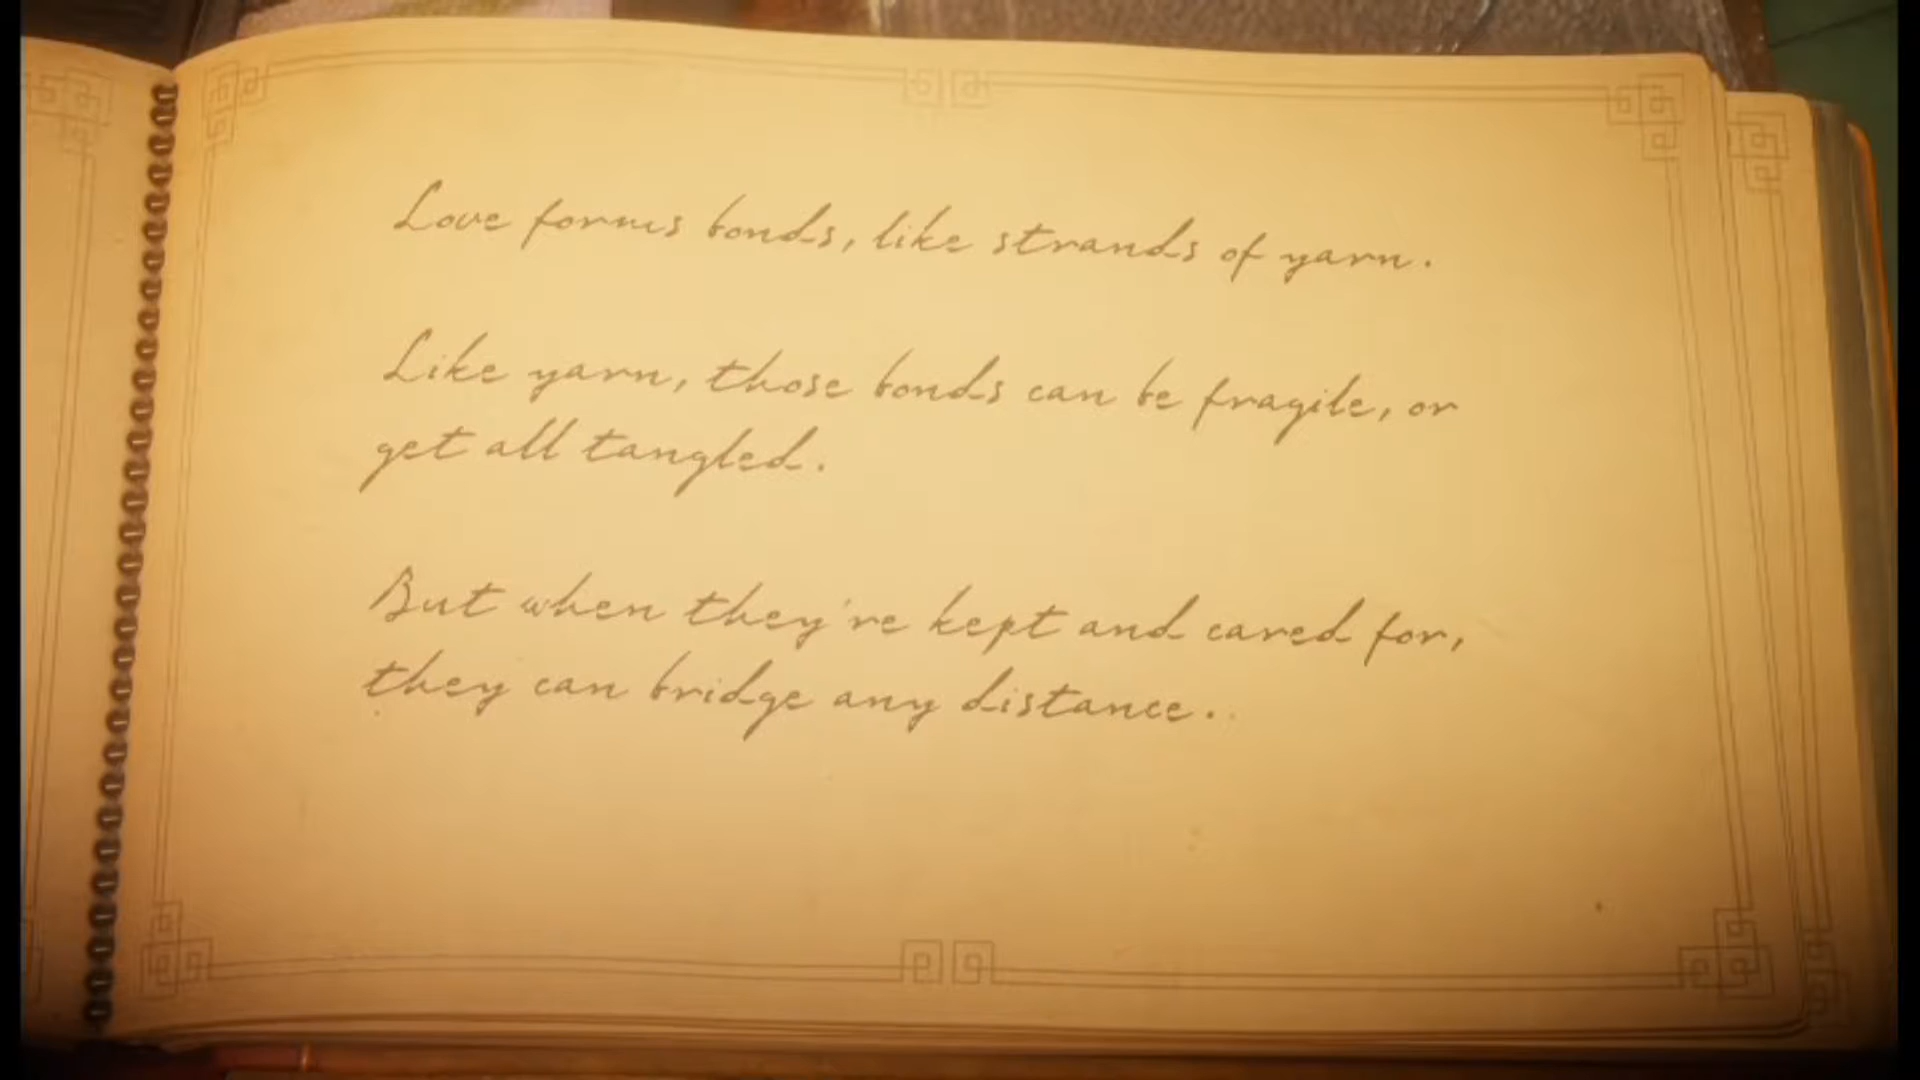 Love forms bonds, like strands of yarn.
Like yarn, those bonds can be fragile, or
get all tangled.
But when they're kept and cared for,
they can bridge any distance.